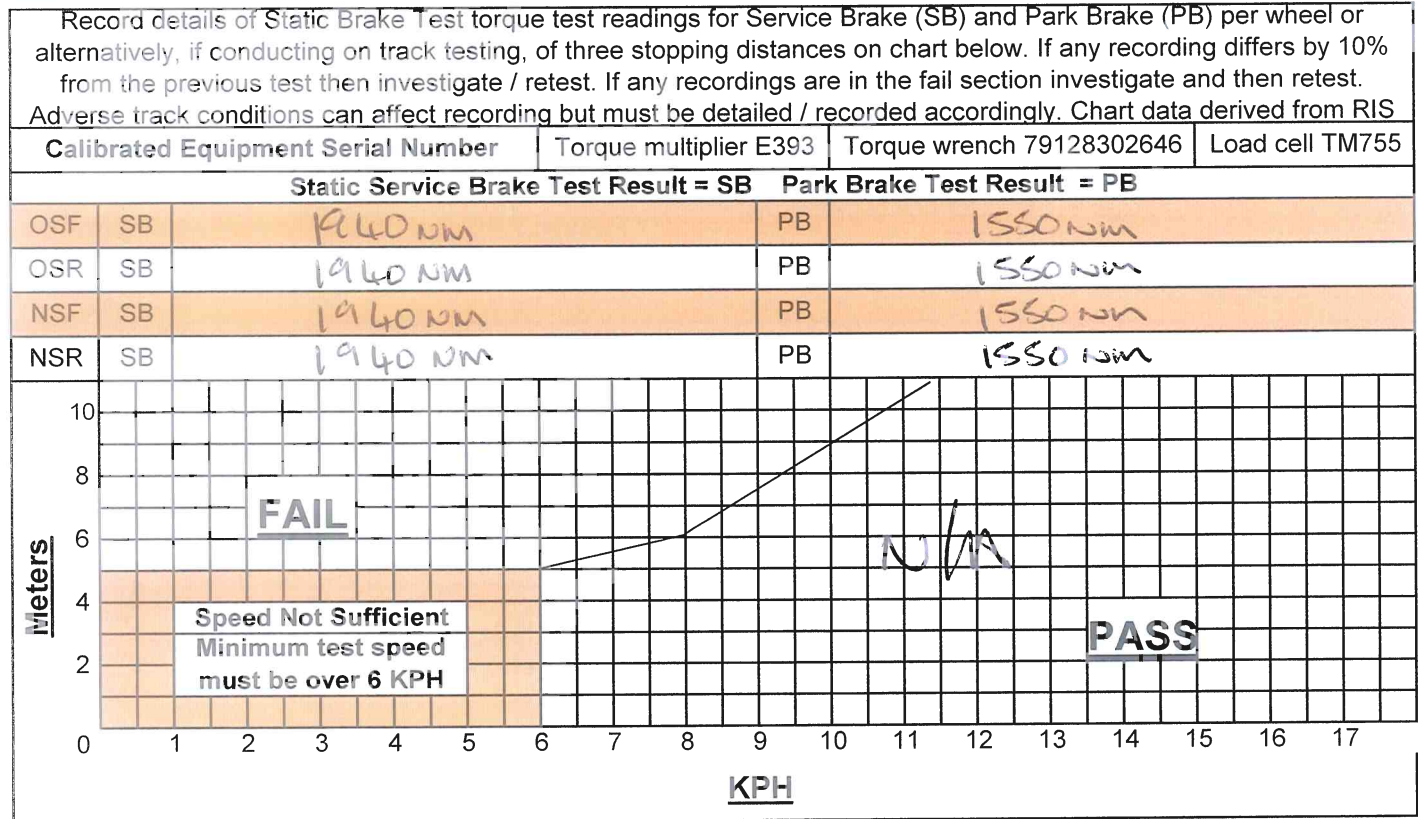 Record details of Static Brake Test torque test readings for Service Brake (SB) and Park Brake (PB) per wheel or
alternatively, if conducting on track testing, of three stopping distances on chart below. If any recording differs by 10%
from the previous test then investigate / retest. If any recordings are in the fail section investigate and then retest.
Adverse track conditions can affect recording but must be detailed / recorded accordingly. Chart data derived from RIS
Calibrated Equipment Serial Number Torque multiplier E393 Torque wrench 79128302646 Load cell TM755
Static Service Brake Test Result = SB Park Brake Test Result = PB
OSF SB 1940 NM PB 1550 NM
OSR SB 1940 NM PB 1550 NM
NSF SB 1940 NM PB 1550 NM
NSR SB 1940 NM PB 1550 NM
10
8
FAIL
6
N/A
Meters
4
Speed Not Sufficient
Minimum test speed
must be over 6 KPH
PASS
2
0 1 2 3 4 5 6 7 8 9 10 11 12 13 14 15 16 17
KPH